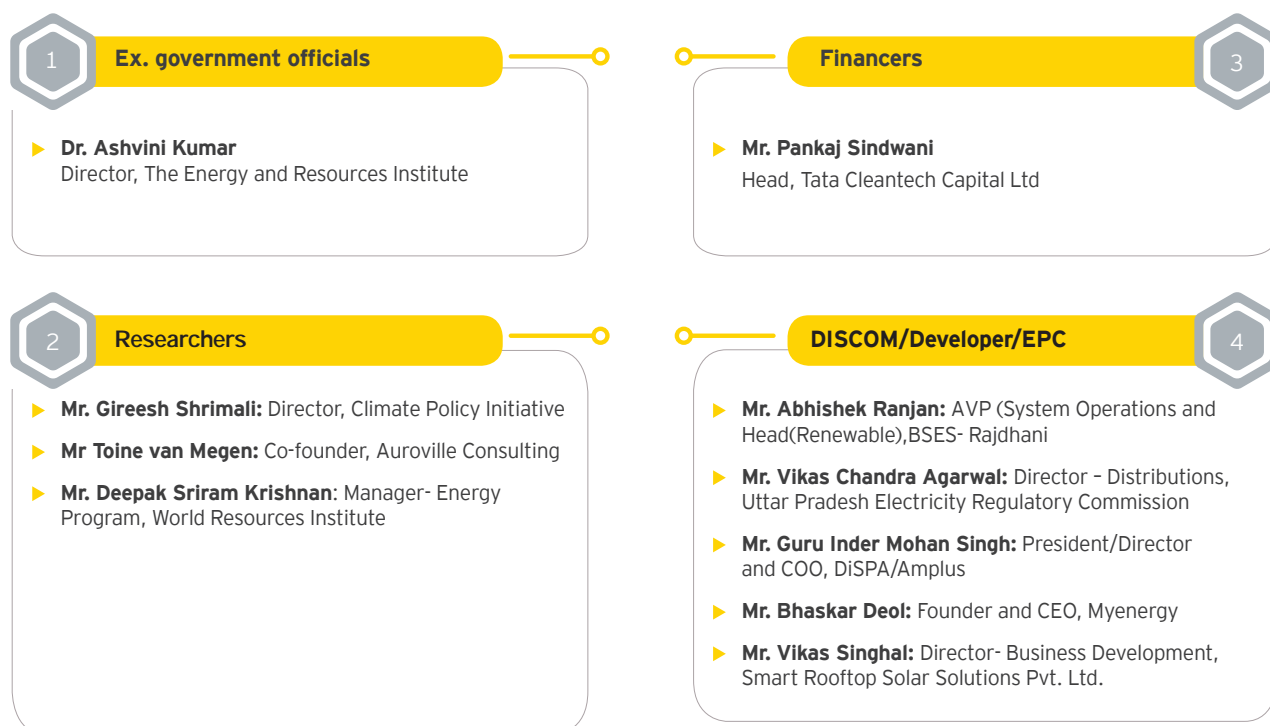 1
Ex. government officials
Dr. Ashvini Kumar
Director, The Energy and Resources Institute
2
Researchers
Mr. Gireesh Shrimali: Director, Climate Policy Initiative
Mr Toine van Megen: Co-founder, Auroville Consulting
Mr. Deepak Sriram Krishnan: Manager- Energy
Program, World Resources Institute
Financers
3
Mr. Pankaj Sindwani
Head, Tata Cleantech Capital Ltd
DISCOM/Developer/EPC
4
Mr. Abhishek Ranjan: AVP (System Operations and
Head(Renewable),BSES- Rajdhani
Mr. Vikas Chandra Agarwal: Director – Distributions,
Uttar Pradesh Electricity Regulatory Commission
Mr. Guru Inder Mohan Singh: President/Director
and COO, DiSPA/Amplus
Mr. Bhaskar Deol: Founder and CEO, Myenergy
Mr. Vikas Singhal: Director- Business Development,
Smart Rooftop Solar Solutions Pvt. Ltd.